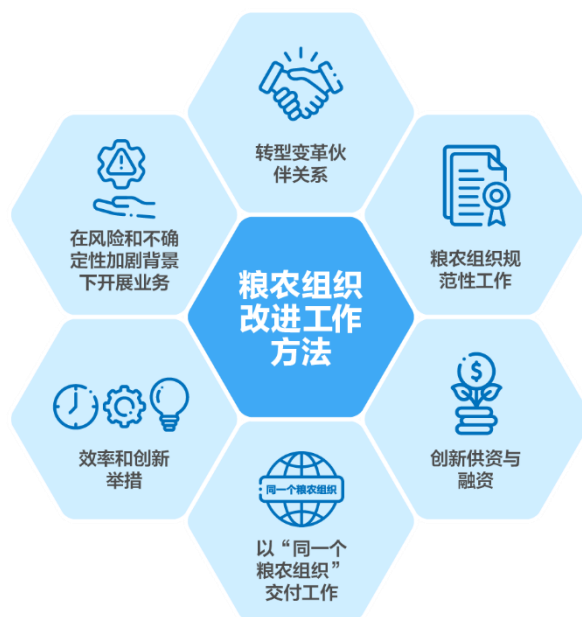 转型变革伙
伴关系
在风险和不确
定性加剧背景
下开展业务
粮农组织规
范性工作
粮农组织
改进工作
方法
效率和创新
举措
创新供资与
融资
同一个粮农组织
以“同一个
粮农组织”
交付工作
$